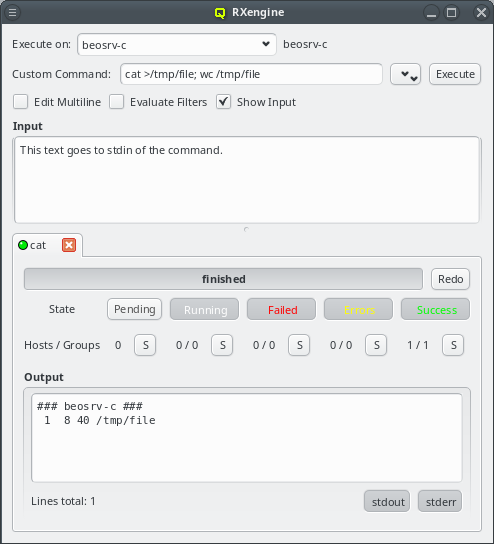 RXengine
Execute on: beosrv-c beosrv-c
Custom Command: cat >/tmp/file; wc /tmp/file Execute
Edit Multiline Evaluate Filters Show Input
Input
This text goes to stdin of the command.
cat
finished Redo
State Pending Running Failed Errors Success
Hosts / Groups 0 S 0 / 0 S 0 / 0 S 0 / 0 S 1 / 1 S
Output
### beosrv-c ###
1 8 40 /tmp/file
Lines total: 1 stdout stderr